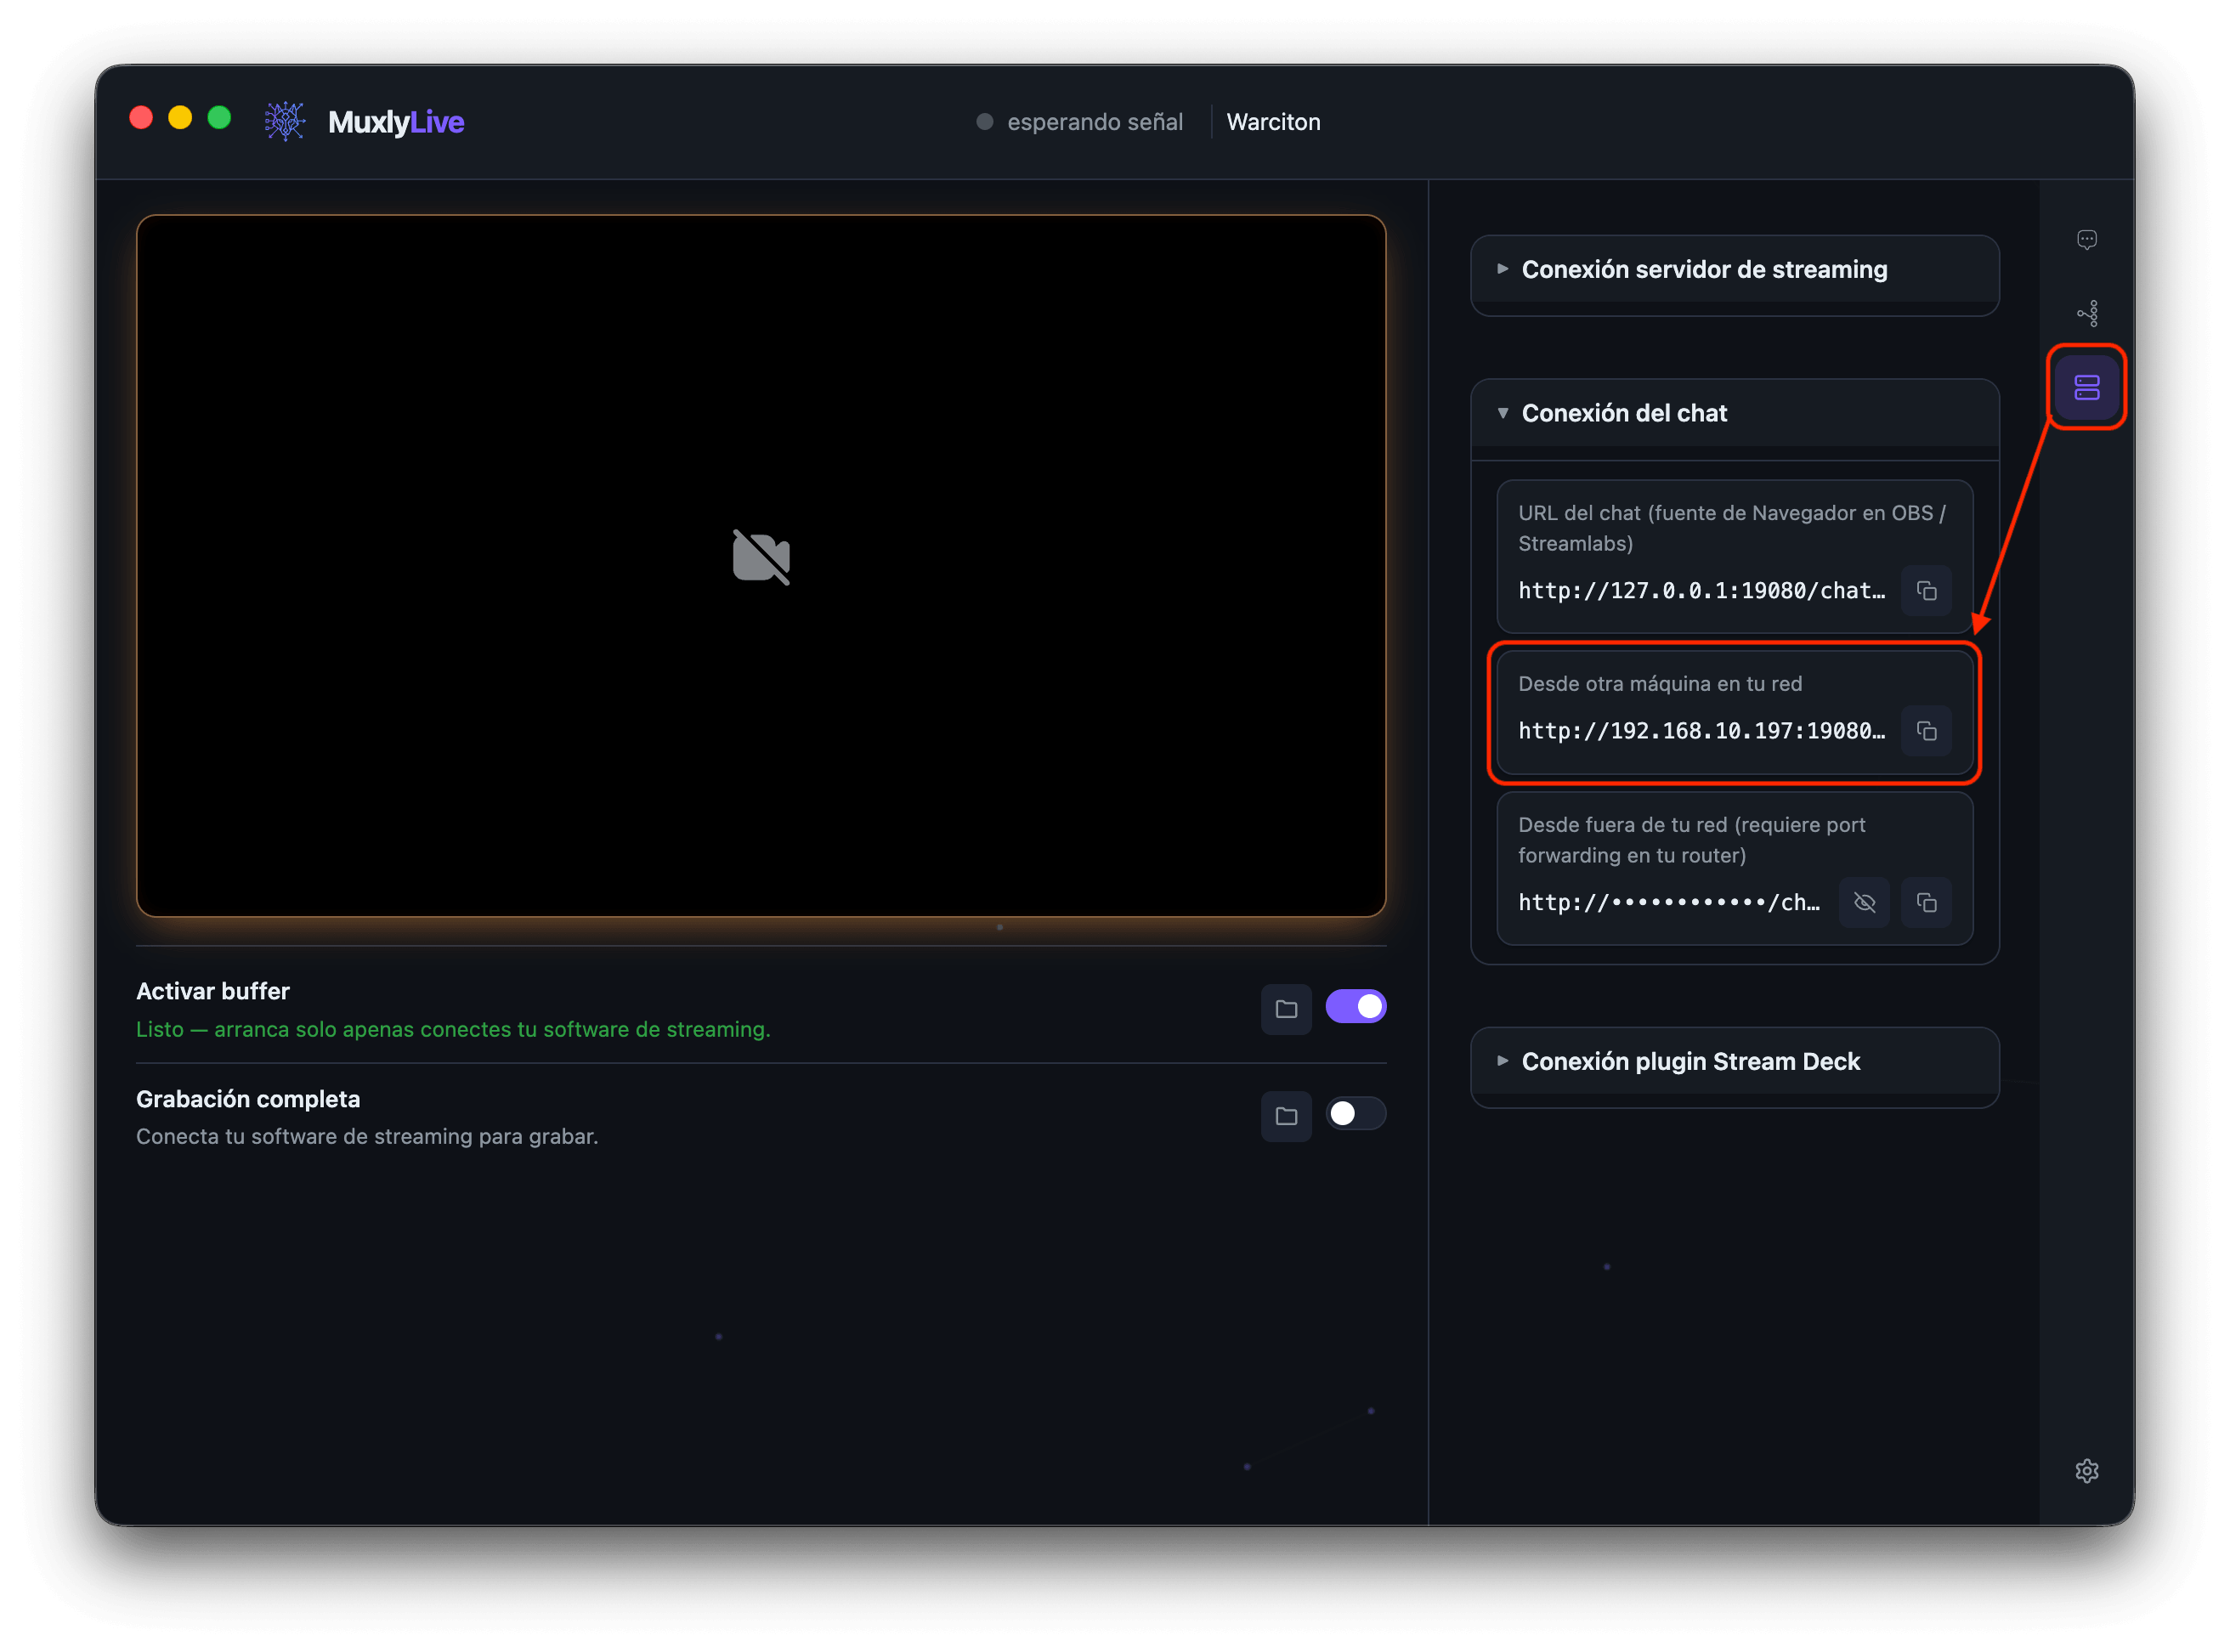 MuxlyLive
esperando señal
Warciton
Conexión servidor de streaming
Conexión del chat
URL del chat (fuente de Navegador en OBS /
Streamlabs)
http://127.0.0.1:19080/chat…
Desde otra máquina en tu red
http://192.168.10.197:19080…
Desde fuera de tu red (requiere port
forwarding en tu router)
http://••••••••••••/ch…
Conexión plugin Stream Deck
Activar buffer
Listo — arranca solo apenas conectes tu software de streaming.
Grabación completa
Conecta tu software de streaming para grabar.